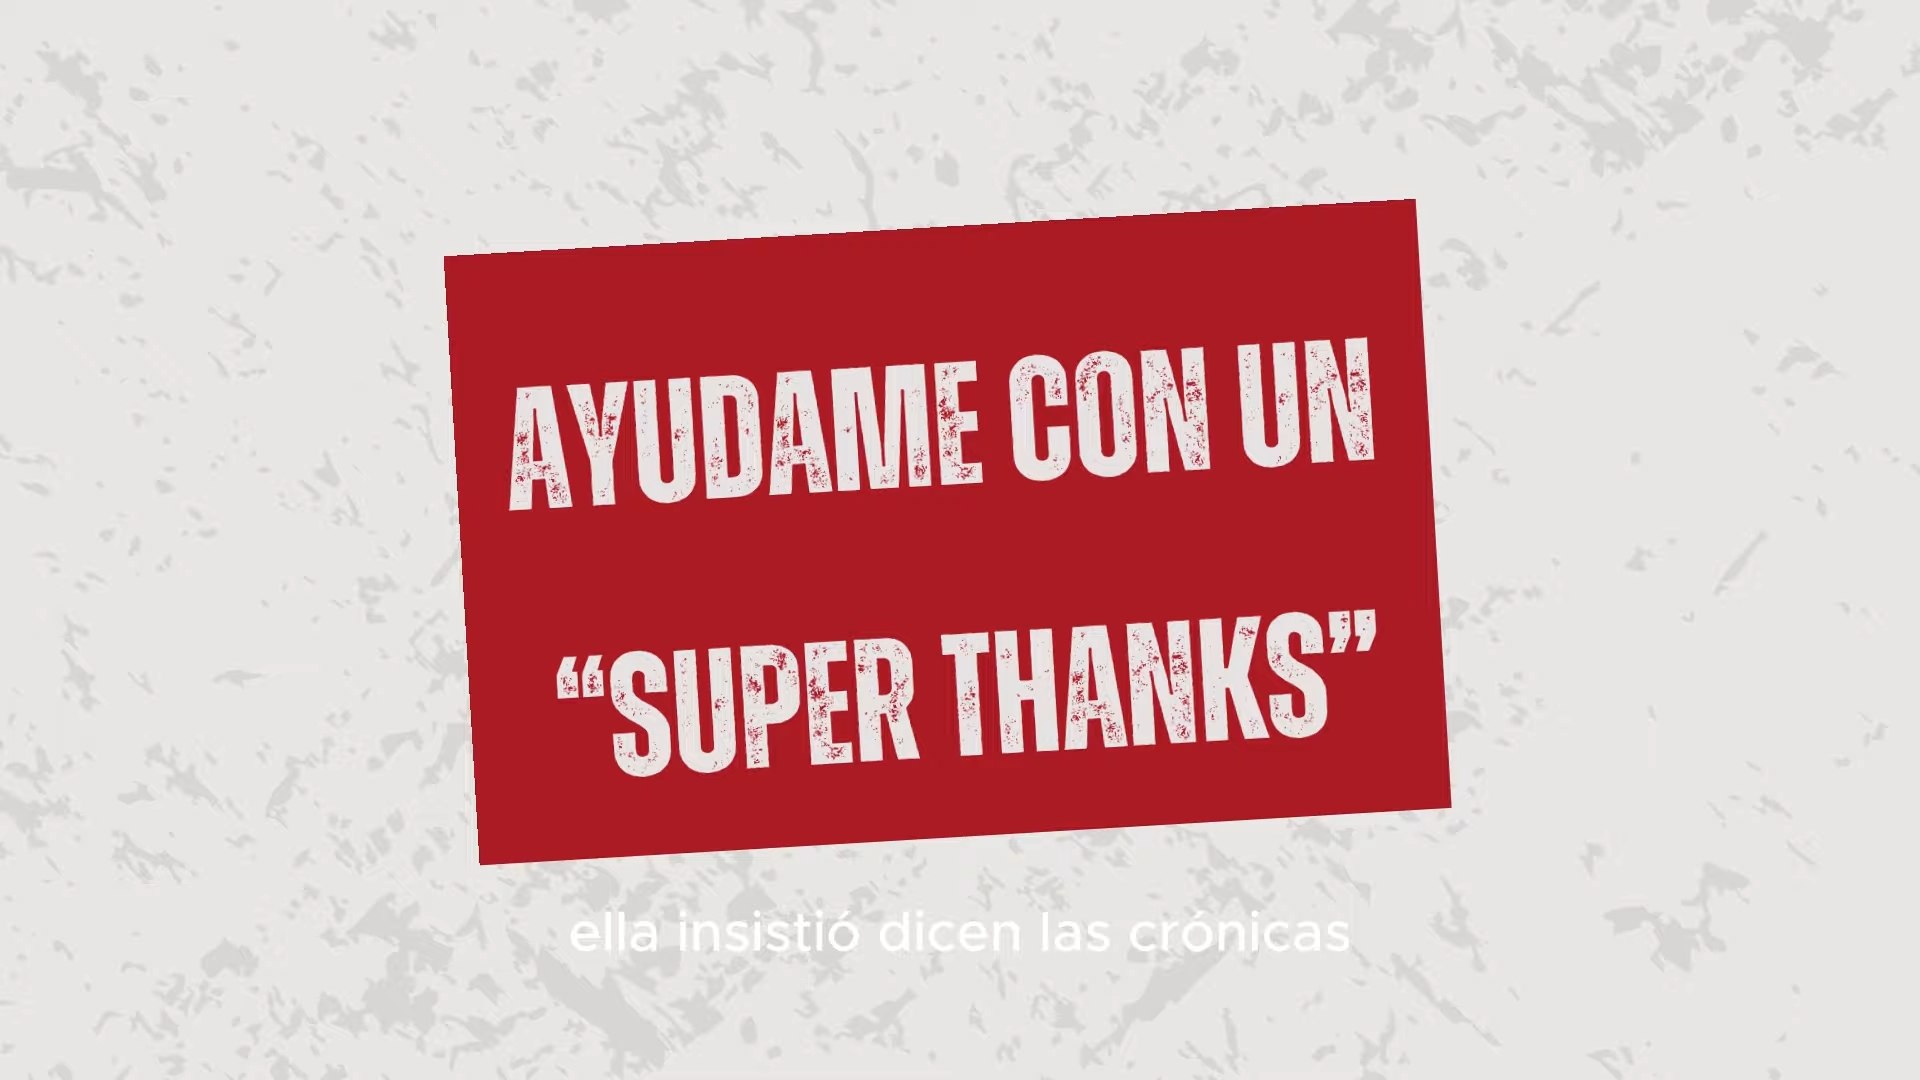 AYUDAME CON UN
“SUPER THANKS”
ella insistió dicen las crónicas